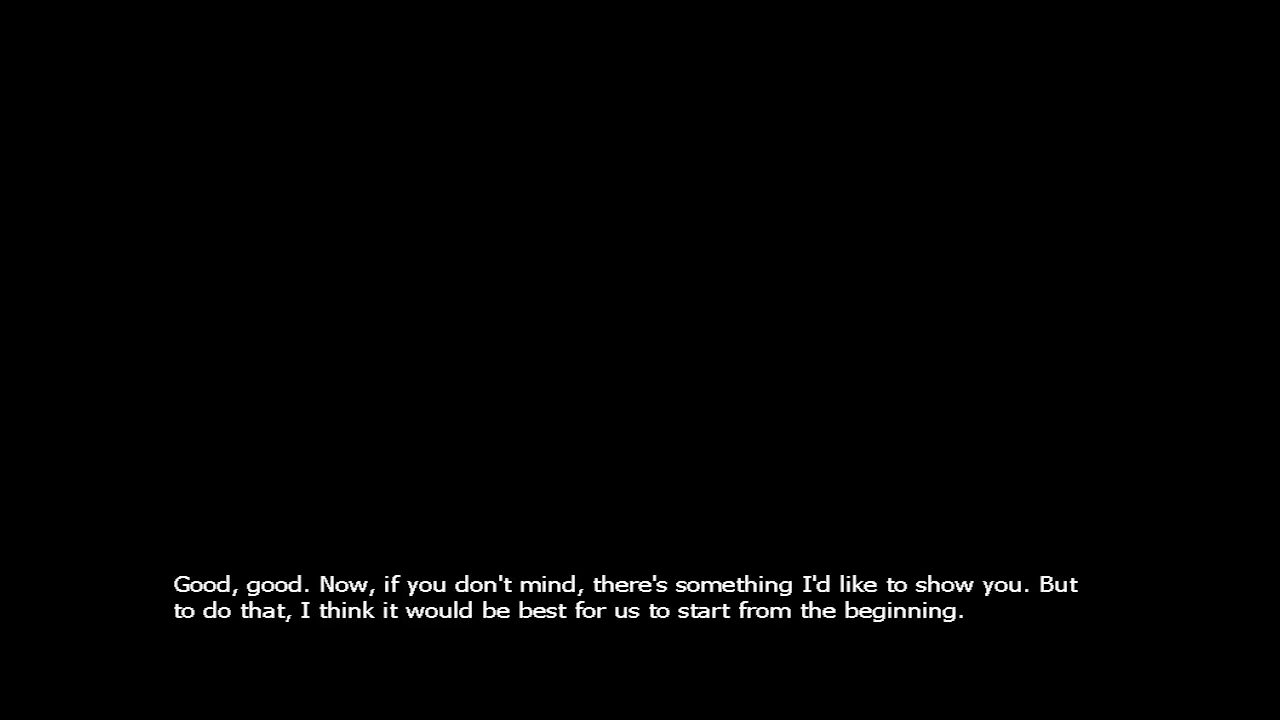 Good, good. Now, if you don't mind, there's something I'd like to show you. But
to do that, I think it would be best for us to start from the beginning.